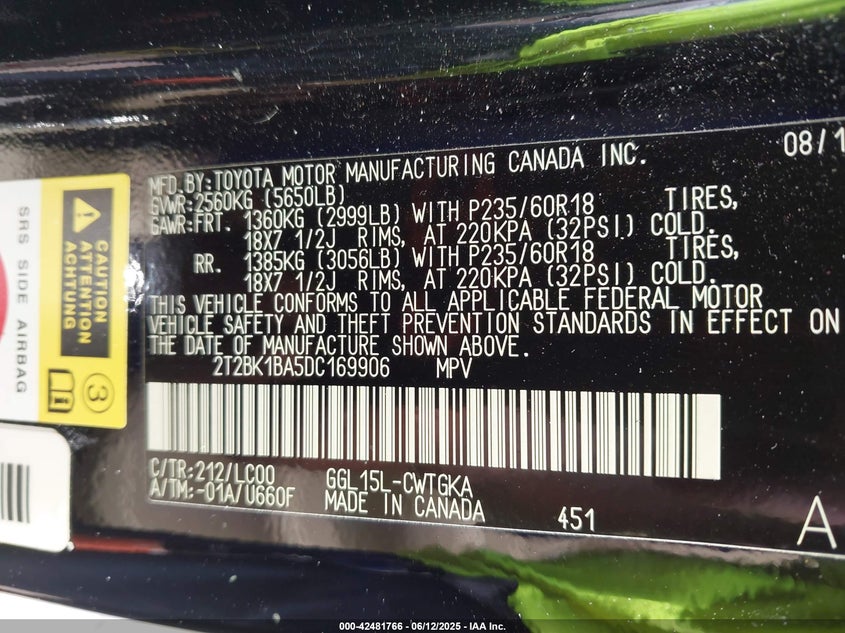 08/1
MFD.BY:TOYOTA MOTOR MANUFACTURING CANADA INC.
GVWR:2560KG (5650LB)
GAWR:FRT. 1360KG (2999LB) WITH P235/60R18 TIRES,
18X7 1/2J RIMS, AT 220KPA (32PSI) COLD.
RR. 1385KG (3056LB) WITH P235/60R18 TIRES,
18X7 1/2J RIMS, AT 220KPA (32PSI) COLD.
THIS VEHICLE CONFORMS TO ALL APPLICABLE FEDERAL MOTOR
VEHICLE SAFETY AND THEFT PREVENTION STANDARDS IN EFFECT ON
THE DATE OF MANUFACTURE SHOWN ABOVE.
2T2BK1BA5DC169906 MPV
C/TR:212/LC00 GGL15L-CWTGKA
A/TM:-01A/U660F MADE IN CANADA
451
A
CAUTION
ATTENTION
ACHTUNG
3
SRS SIDE AIRBAG
000-42481766 - 06/12/2025 - IAA Inc.